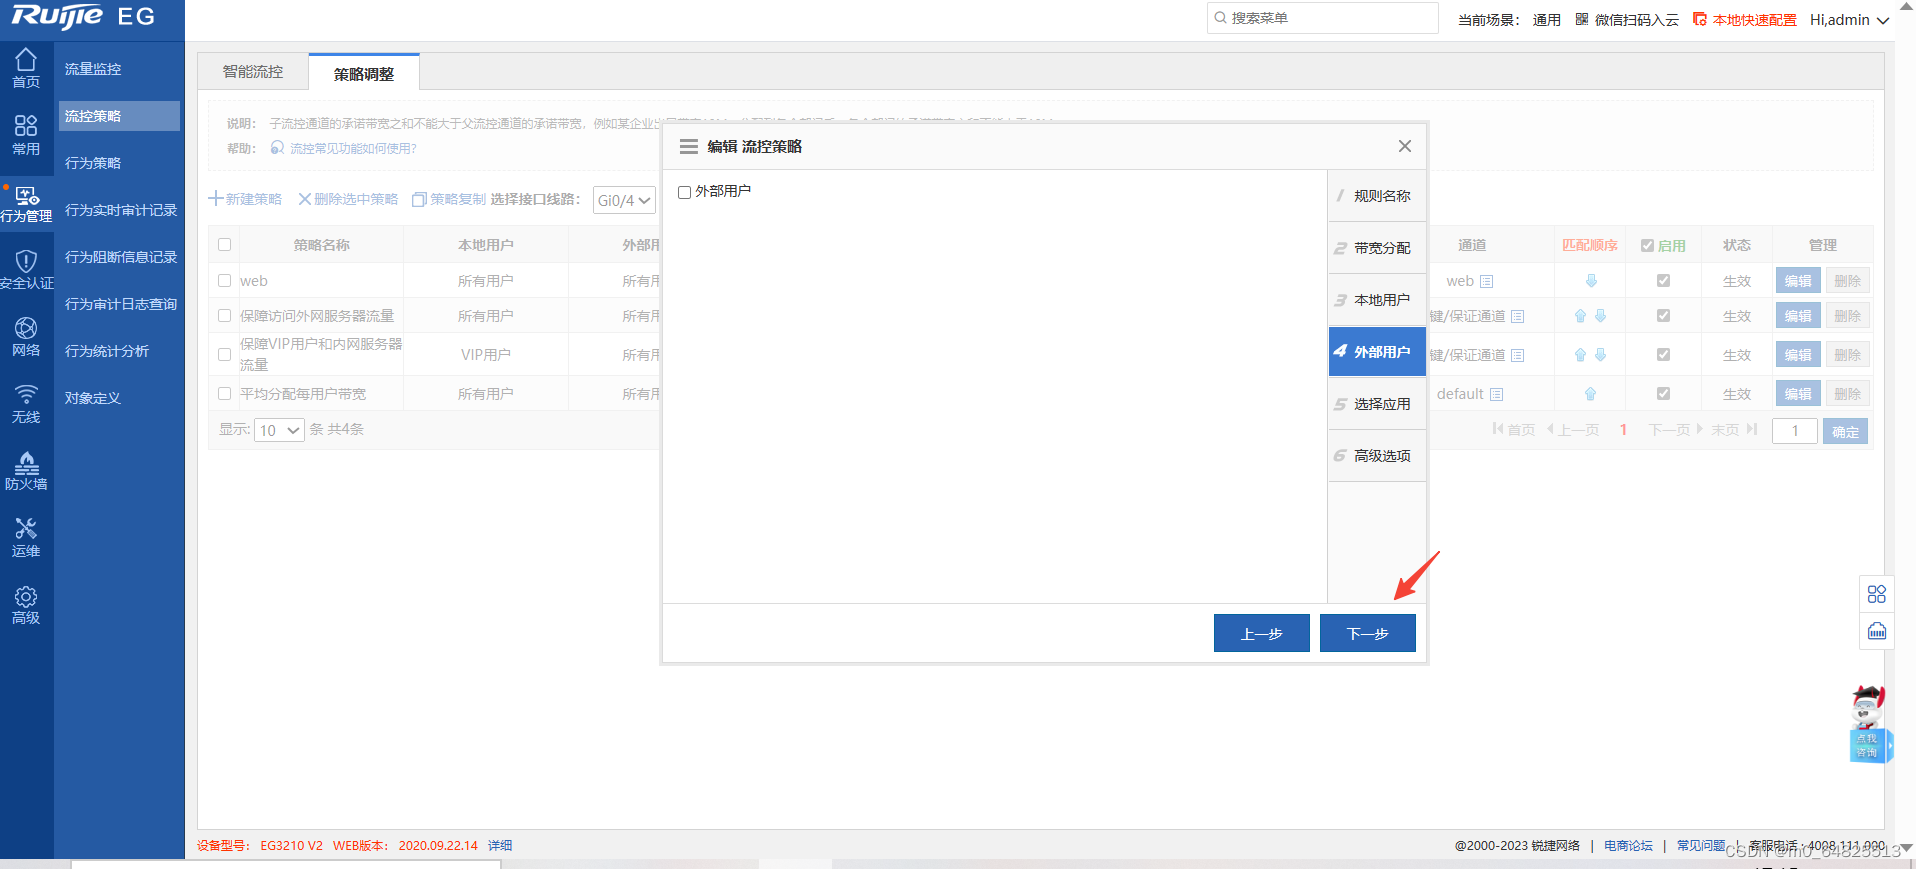 Ruijie EG
搜索菜单
当前场景： 通用
微信扫码入云
本地快速配置
Hi,admin
首页
常用
行为管理
安全认证
网络
无线
防火墙
运维
高级
流量监控
流控策略
行为策略
行为实时审计记录
行为阻断信息记录
行为审计日志查询
行为统计分析
对象定义
智能流控
策略调整
说明： 子流控通道的承诺带宽之和不能大于父流控通道的承诺带宽，例如某企业出
帮助： 流控常见功能如何使用?
新建策略 删除选中策略 策略复制 选择接口线路： Gi0/4
策略名称 本地用户 外部用 通道 匹配顺序 启用 状态 管理
web 所有用户 所有用 web 生效 编辑 删除
保障访问外网服务器流量 所有用户 所有用 键/保证通道 生效 编辑 删除
保障VIP用户和内网服务器
流量 VIP用户 所有用 键/保证通道 生效 编辑 删除
平均分配每用户带宽 所有用户 所有用 default 生效 编辑 删除
显示: 10 条 共4条 首页 上一页 1 下一页 末页 1 确定
编辑 流控策略
外部用户
1 规则名称
2 带宽分配
3 本地用户
4 外部用户
5 选择应用
6 高级选项
上一步 下一步
点我
咨询
设备型号： EG3210 V2 WEB版本： 2020.09.22.14 详细
@2000-2023 锐捷网络 | 电商论坛 | 常见问题 | 客服电话：4008 111 000
CSDN @m0_64825513